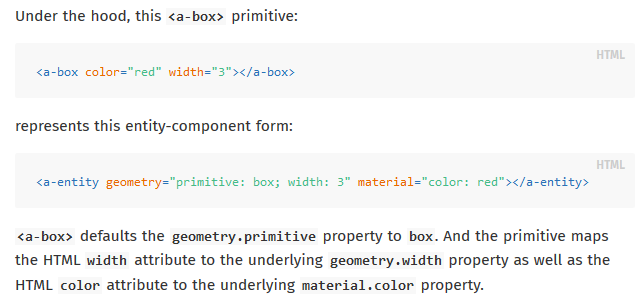 Under the hood, this <a-box> primitive:
HTML
<a-box color="red" width="3"></a-box>
represents this entity-component form:
HTML
<a-entity geometry="primitive: box; width: 3" material="color: red"></a-entity>
<a-box> defaults the geometry.primitive property to box. And the primitive maps
the HTML width attribute to the underlying geometry.width property as well as the
HTML color attribute to the underlying material.color property.